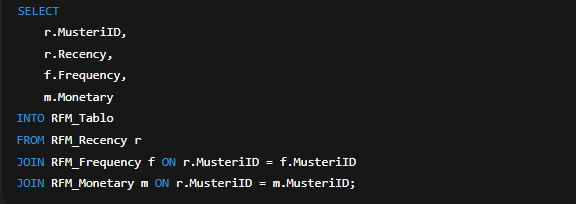 SELECT
    r.MusteriID,
    r.Recency,
    f.Frequency,
    m.Monetary
INTO RFM_Tablo
FROM RFM_Recency r
JOIN RFM_Frequency f ON r.MusteriID = f.MusteriID
JOIN RFM_Monetary m ON r.MusteriID = m.MusteriID;